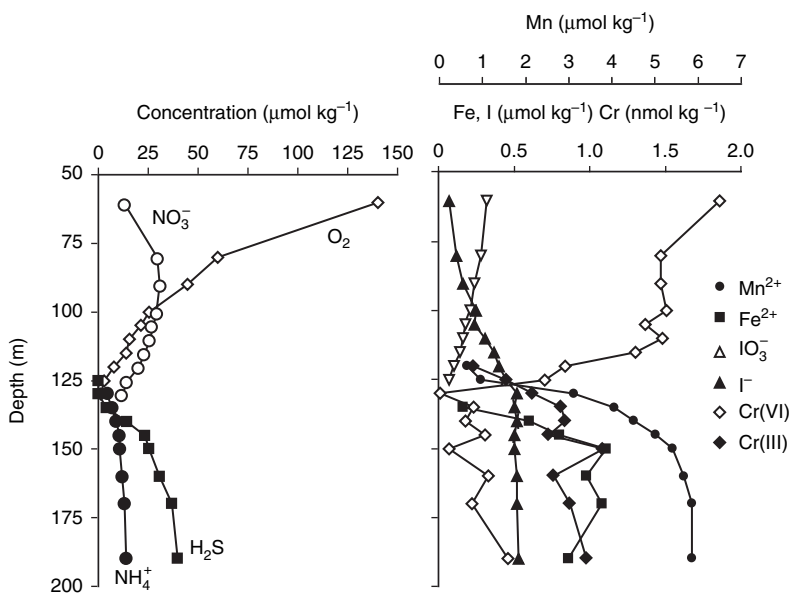 Mn (μmol kg⁻¹)
0 1 2 3 4 5 6 7
Concentration (μmol kg⁻¹)
Fe, I (μmol kg⁻¹) Cr (nmol kg ⁻¹)
0 25 50 75 100 125 150
0 0.5 1.0 1.5 2.0
50
75
100
125
150
175
200
Depth (m)
NO₃⁻
O₂
H₂S
NH₄⁺
Mn²⁺
Fe²⁺
IO₃⁻
I⁻
Cr(VI)
Cr(III)